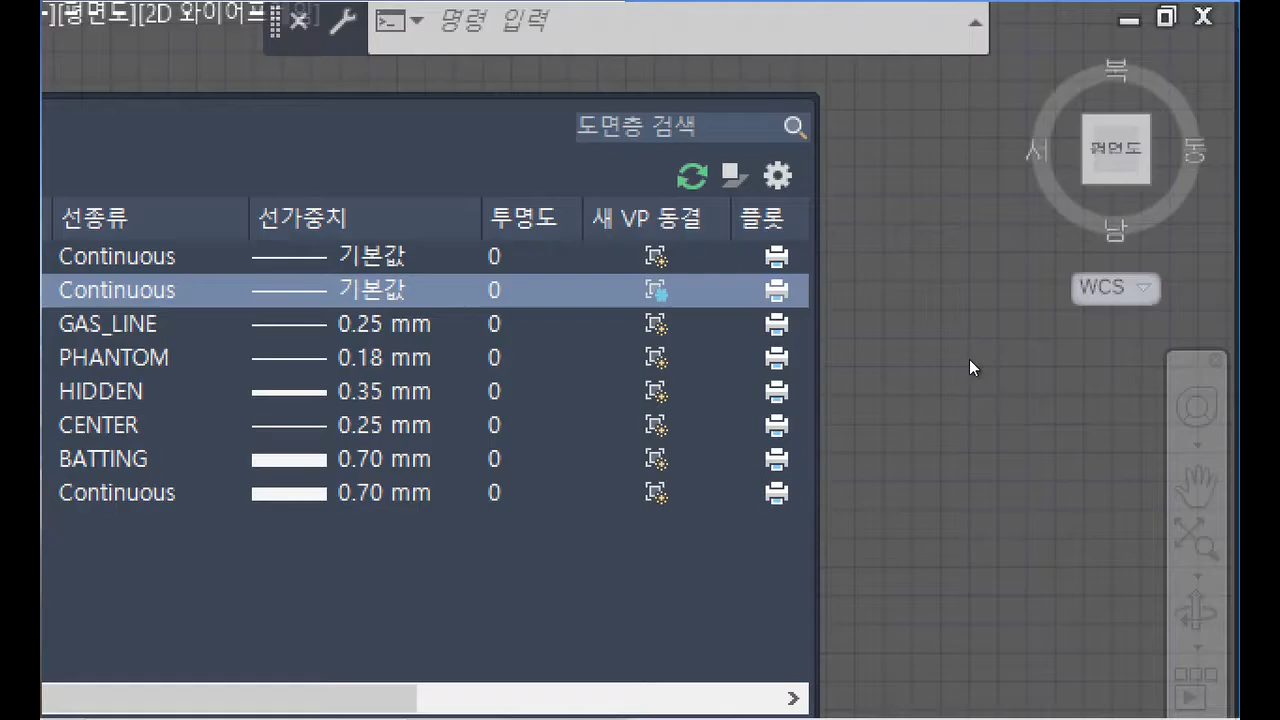 -][평면도][2D 와이어프
명령 입력
북
서
평면도
동
남
WCS
도면층 검색
선종류 선가중치 투명도 새 VP 동결 플롯
Continuous 기본값 0
Continuous 기본값 0
GAS_LINE 0.25 mm 0
PHANTOM 0.18 mm 0
HIDDEN 0.35 mm 0
CENTER 0.25 mm 0
BATTING 0.70 mm 0
Continuous 0.70 mm 0